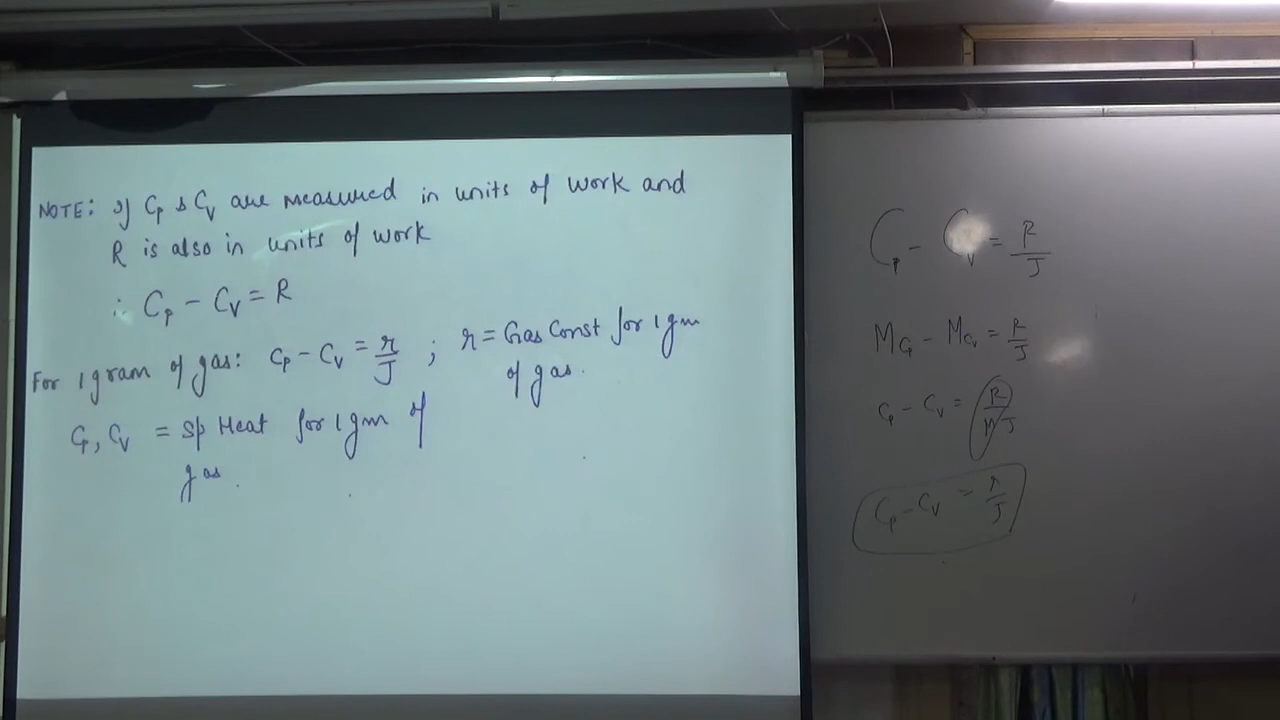 NOTE: If Cp & Cv are measured in units of work and
R is also in units of work
∴ Cp − Cv = R
For 1 gram of gas: cp − cv = r/J ; r = Gas Const for 1 gm
of gas.
cp, cv = sp Heat for 1 gm of
gas.
Cp − Cv = R/J
Mcp − Mcv = R/J
cp − cv = R/MJ
cp − cv = r/J